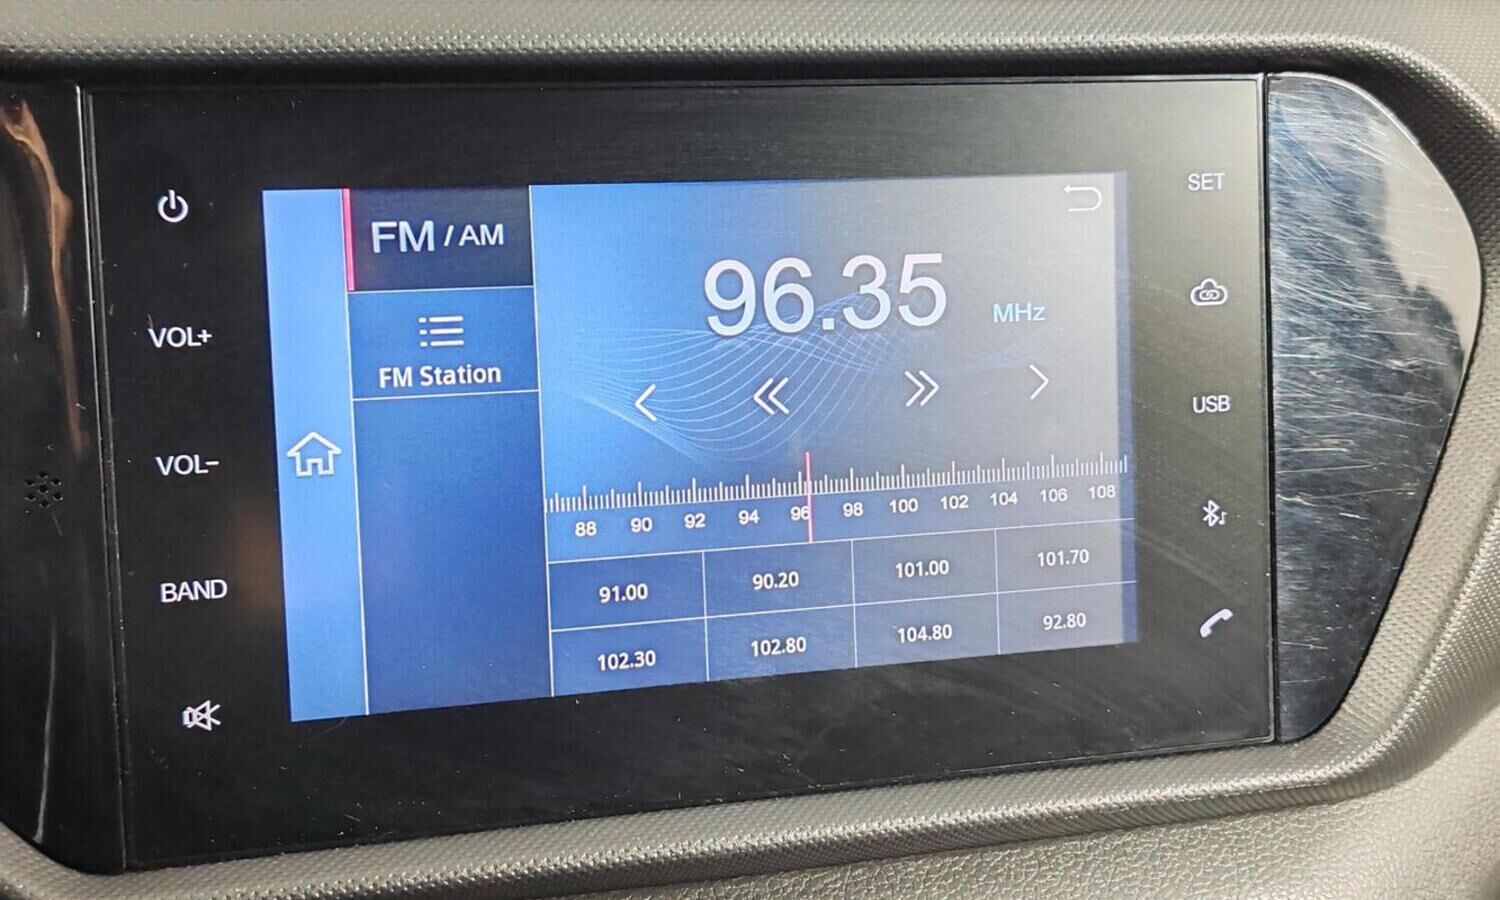 VOL+
VOL-
BAND
FM / AM
FM Station
96.35 MHz
88 90 92 94 96 98 100 102 104 106 108
91.00 90.20 101.00 101.70
102.30 102.80 104.80 92.80
SET
USB